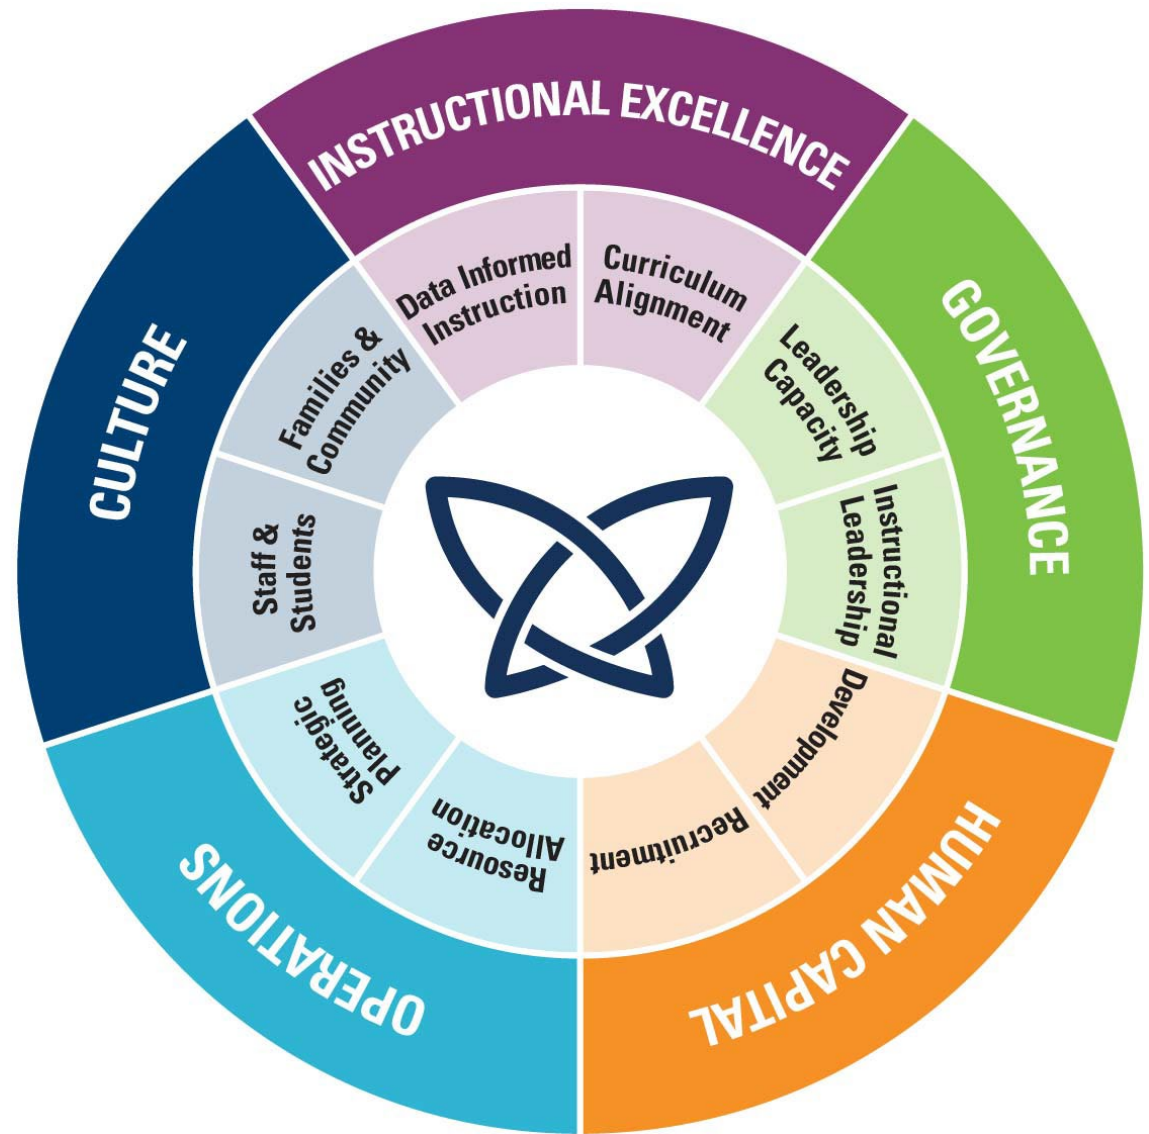 INSTRUCTIONAL EXCELLENCE
Data Informed
Instruction
Curriculum
Alignment
GOVERNANCE
Leadership
Capacity
Instructional
Leadership
HUMAN CAPITAL
Development
Recruitment
OPERATIONS
Resource
Allocation
Strategic
Planning
CULTURE
Staff &
Students
Families &
Community